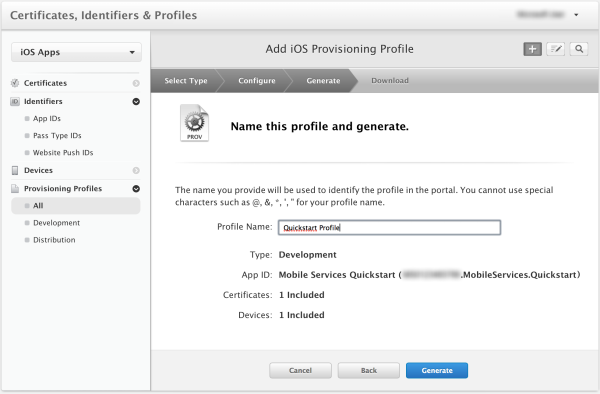 Certificates, Identifiers & Profiles
iOS Apps
Add iOS Provisioning Profile
Select Type
Configure
Generate
Download
Certificates
Identifiers
App IDs
Pass Type IDs
Website Push IDs
Devices
Provisioning Profiles
All
Development
Distribution
PROV
Name this profile and generate.
The name you provide will be used to identify the profile in the portal. You cannot use special
characters such as @, &, *, ', " for your profile name.
Profile Name: Quickstart Profile
Type: Development
App ID: Mobile Services Quickstart ( .MobileServices.Quickstart)
Certificates: 1 Included
Devices: 1 Included
Cancel
Back
Generate